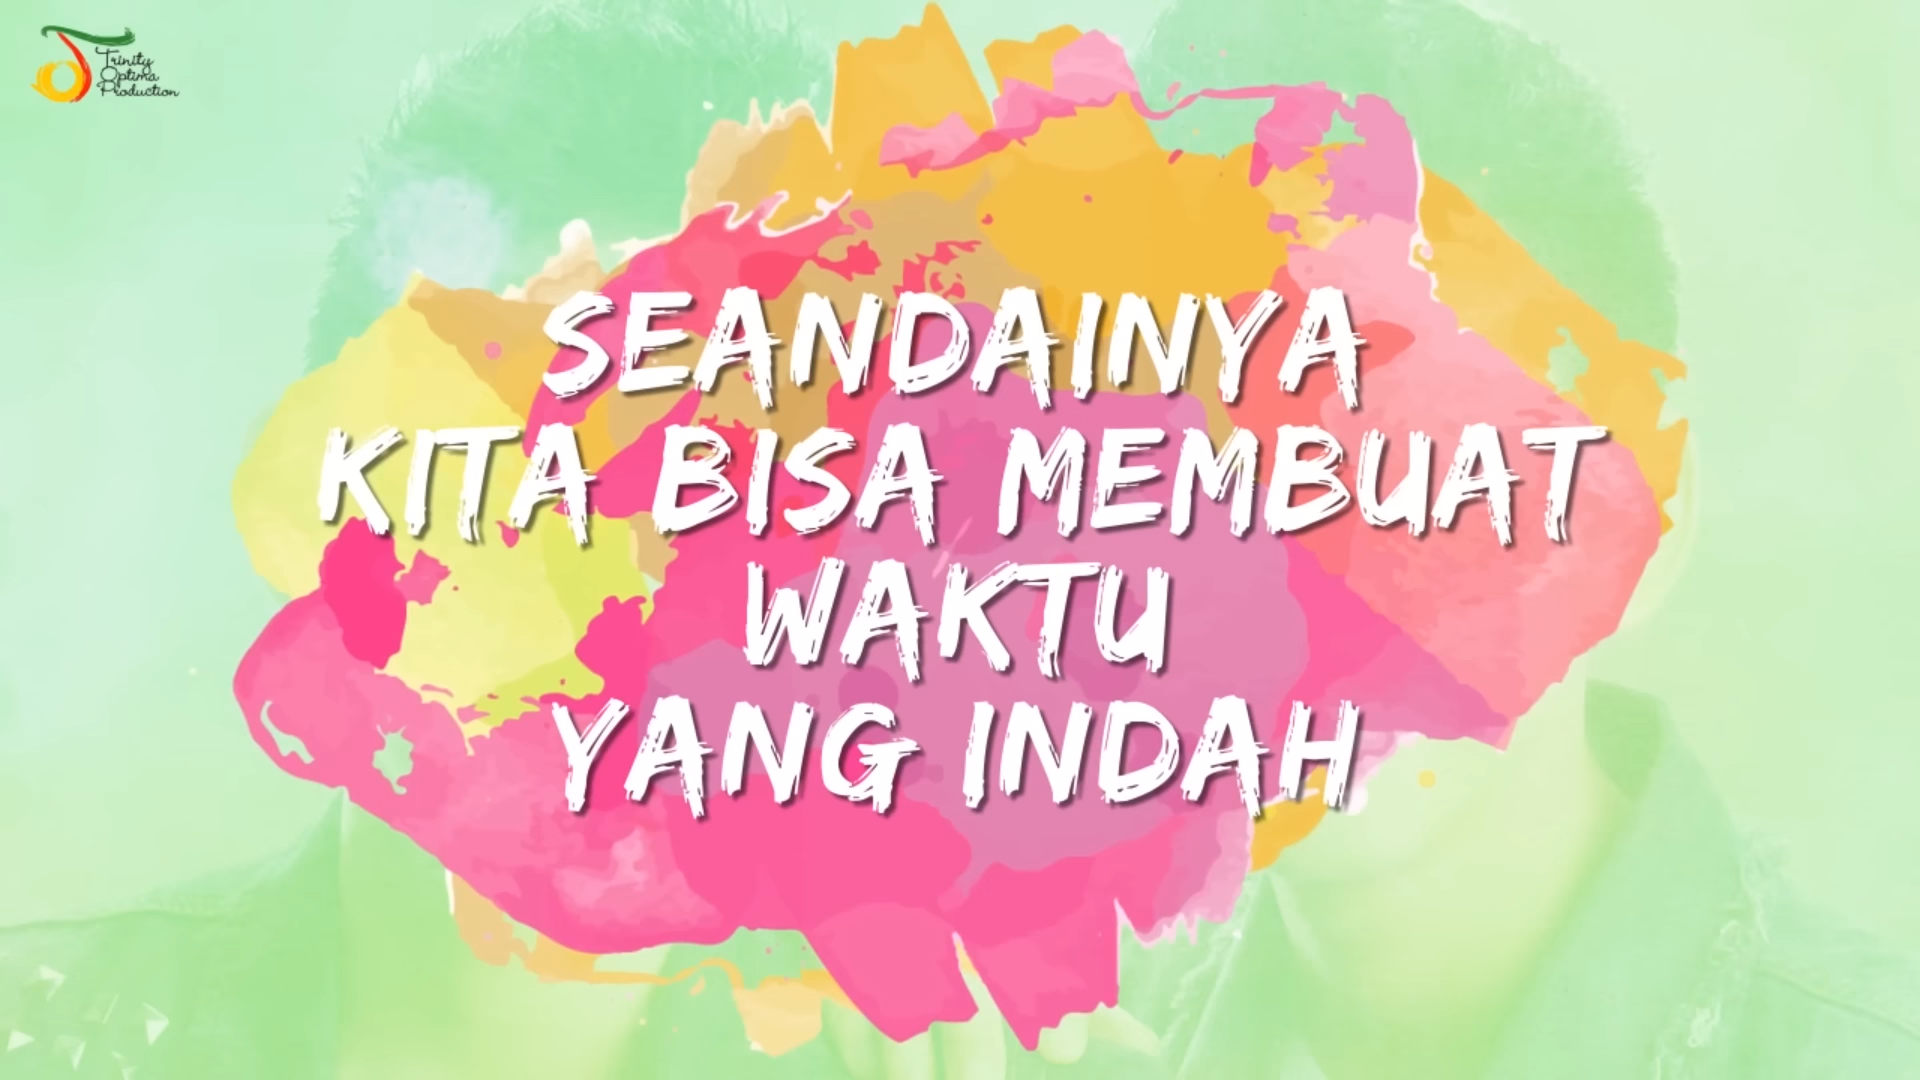 Trinity
Optima
Production
SEANDAINYA
KITA BISA MEMBUAT
WAKTU
YANG INDAH